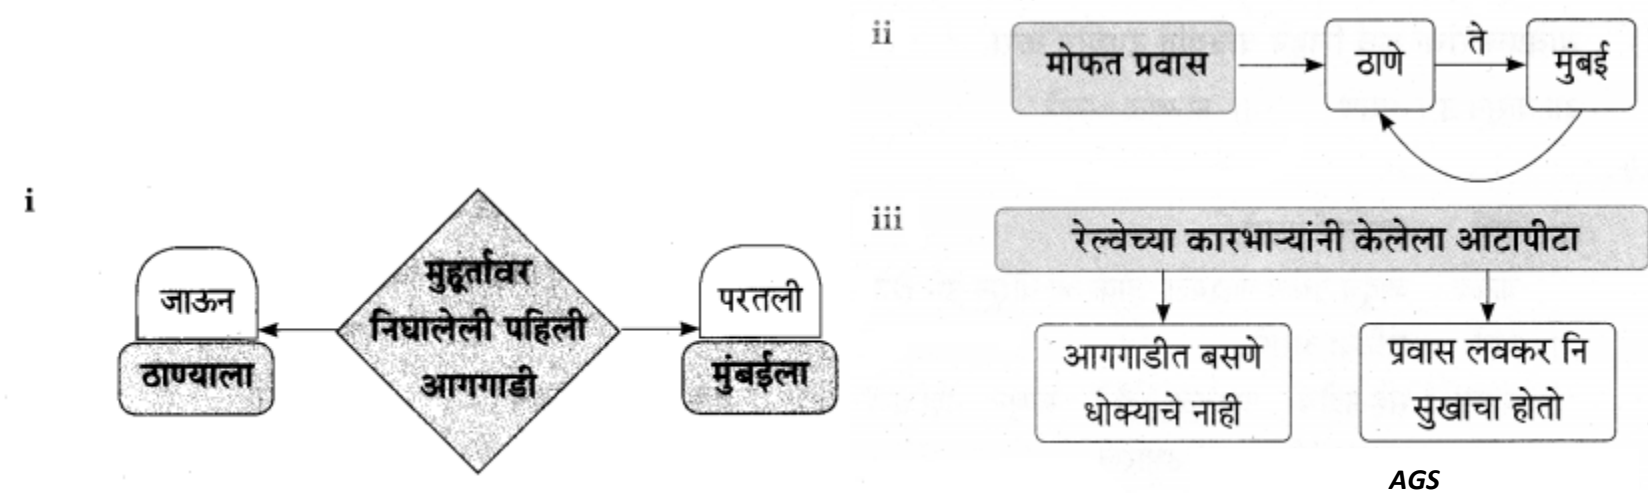 i
जाऊन
ठाण्याला
मुहूर्तावर
निघालेली पहिली
आगगाडी
परतली
मुंबईला
ii
मोफत प्रवास
ठाणे
ते
मुंबई
iii
रेल्वेच्या कारभाऱ्यांनी केलेला आटापीटा
आगगाडीत बसणे
धोक्याचे नाही
प्रवास लवकर नि
सुखाचा होतो
AGS